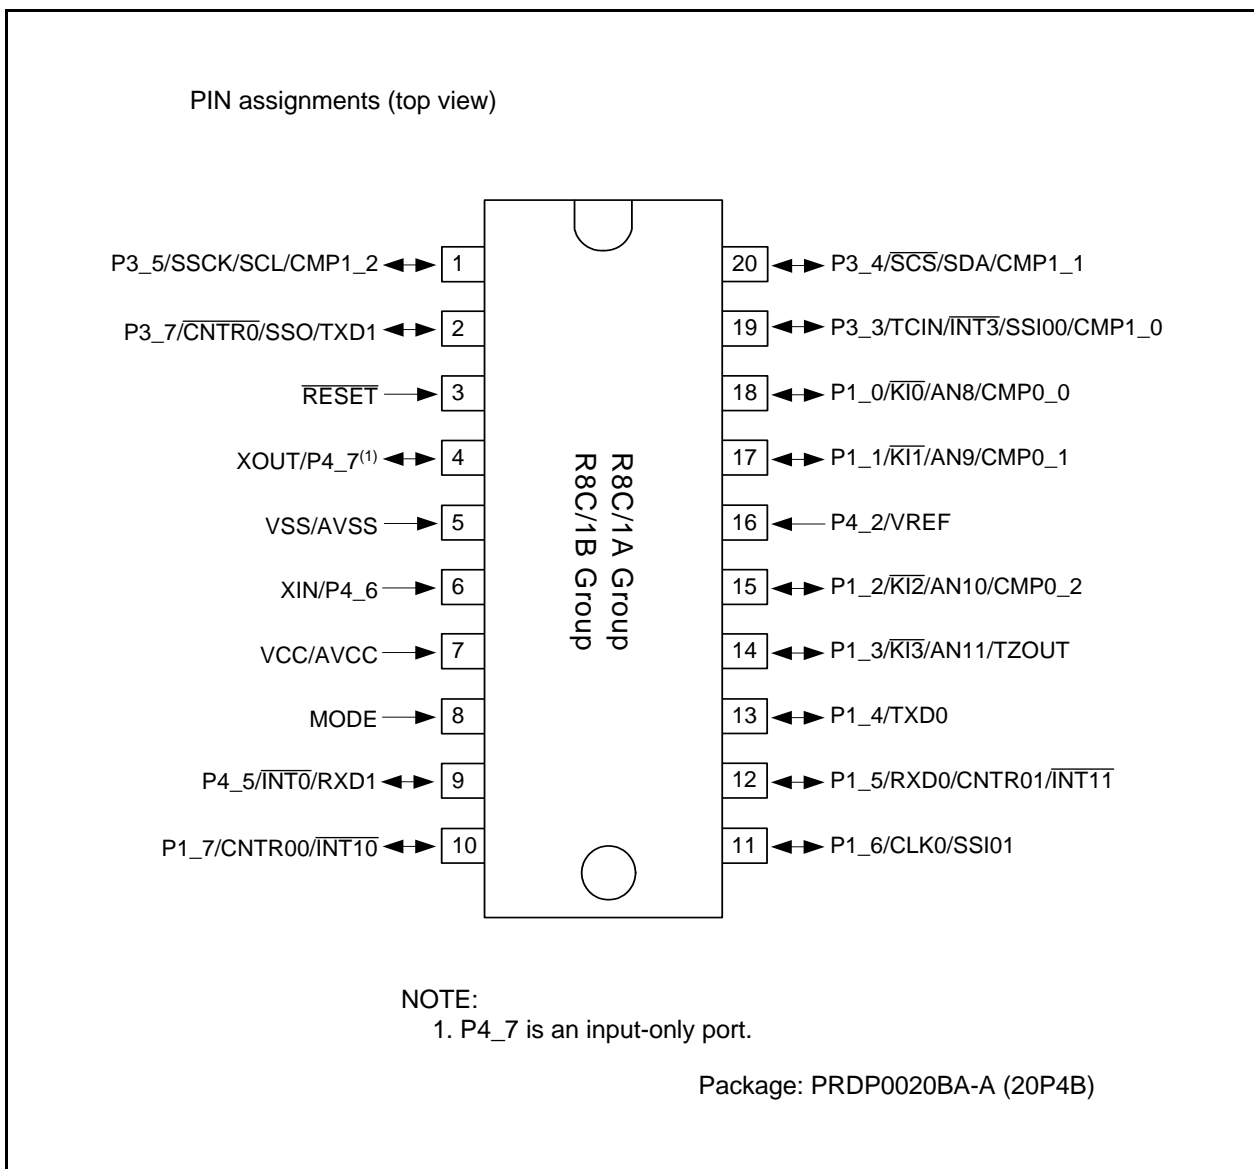 PIN assignments (top view)
P3_5/SSCK/SCL/CMP1_2 1
20 P3_4/SCS/SDA/CMP1_1
P3_7/CNTR0/SSO/TXD1 2
19 P3_3/TCIN/INT3/SSI00/CMP1_0
RESET 3
18 P1_0/KI0/AN8/CMP0_0
XOUT/P4_7(1) 4
17 P1_1/KI1/AN9/CMP0_1
VSS/AVSS 5
16 P4_2/VREF
XIN/P4_6 6
15 P1_2/KI2/AN10/CMP0_2
VCC/AVCC 7
14 P1_3/KI3/AN11/TZOUT
MODE 8
13 P1_4/TXD0
P4_5/INT0/RXD1 9
12 P1_5/RXD0/CNTR01/INT11
P1_7/CNTR00/INT10 10
11 P1_6/CLK0/SSI01
R8C/1A Group
R8C/1B Group
NOTE:
1. P4_7 is an input-only port.
Package: PRDP0020BA-A (20P4B)